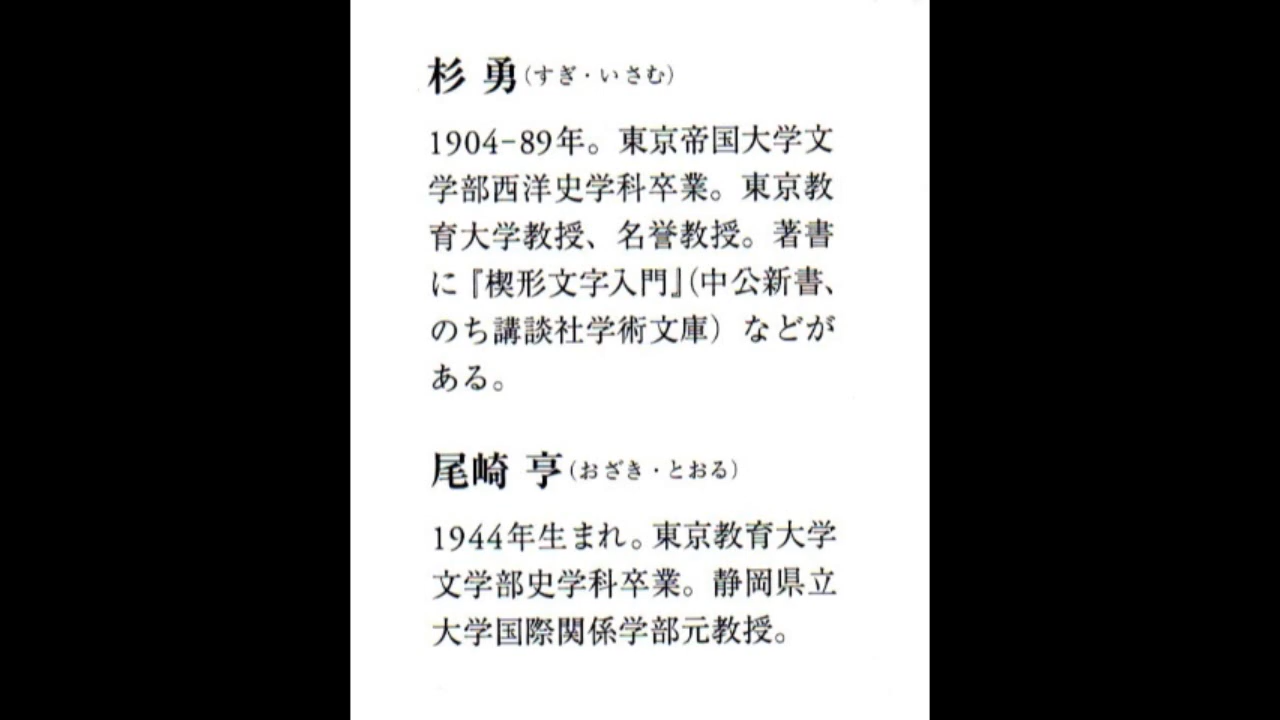 杉 勇(すぎ・いさむ)
1904-89年。東京帝国大学文
学部西洋史学科卒業。東京教
育大学教授、名誉教授。著書
に『楔形文字入門』(中公新書、
のち講談社学術文庫) などが
ある。
尾崎 亨(おざき・とおる)
1944年生まれ。東京教育大学
文学部史学科卒業。静岡県立
大学国際関係学部元教授。